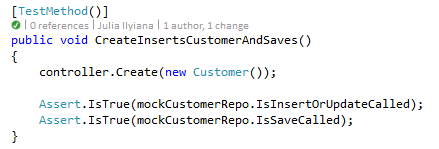 [TestMethod()]
0 references | Julia Ilyiana | 1 author, 1 change
public void CreateInsertsCustomerAndSaves()
{
controller.Create(new Customer());
Assert.IsTrue(mockCustomerRepo.IsInsertOrUpdateCalled);
Assert.IsTrue(mockCustomerRepo.IsSaveCalled);
}